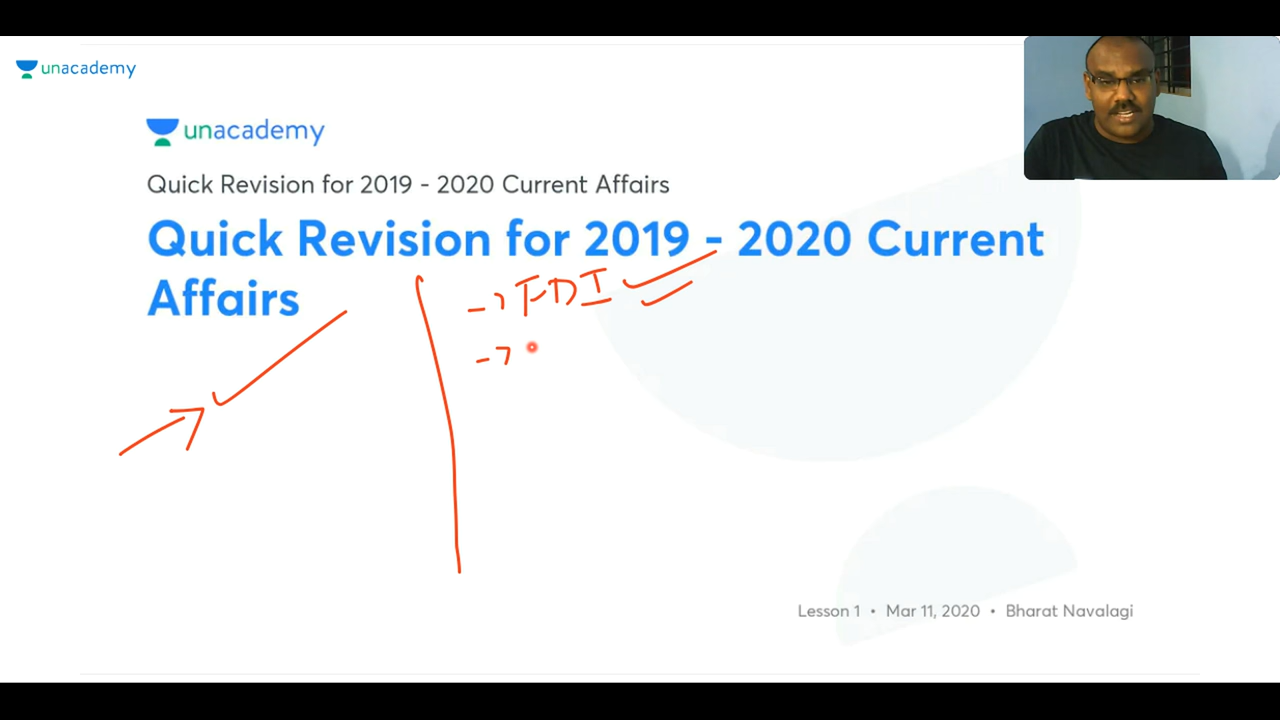 unacademy
unacademy
Quick Revision for 2019 - 2020 Current Affairs
Quick Revision for 2019 - 2020 Current
Affairs
→ FDI
→
Lesson 1 • Mar 11, 2020 • Bharat Navalagi